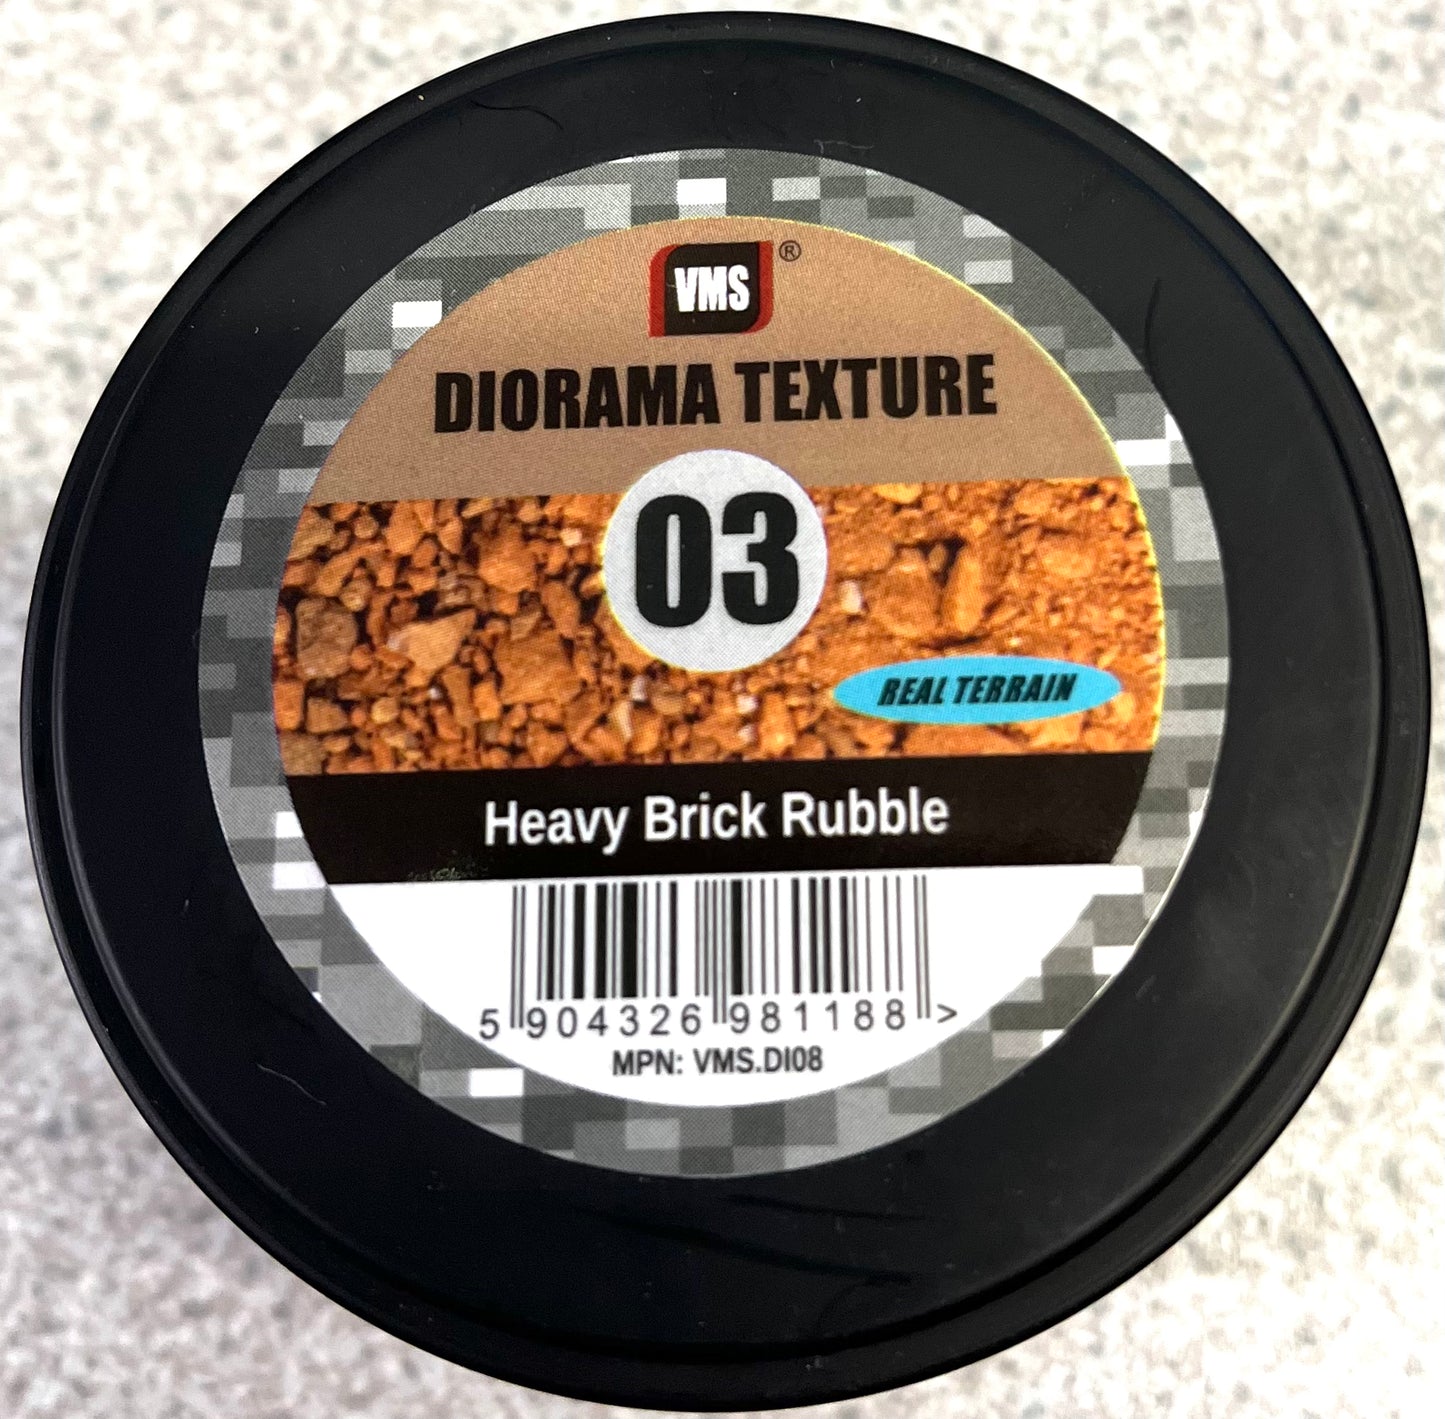 VMS ®
DIORAMA TEXTURE
03
REAL TERRAIN
Heavy Brick Rubble
5 904326 981188 >
MPN: VMS.DI08